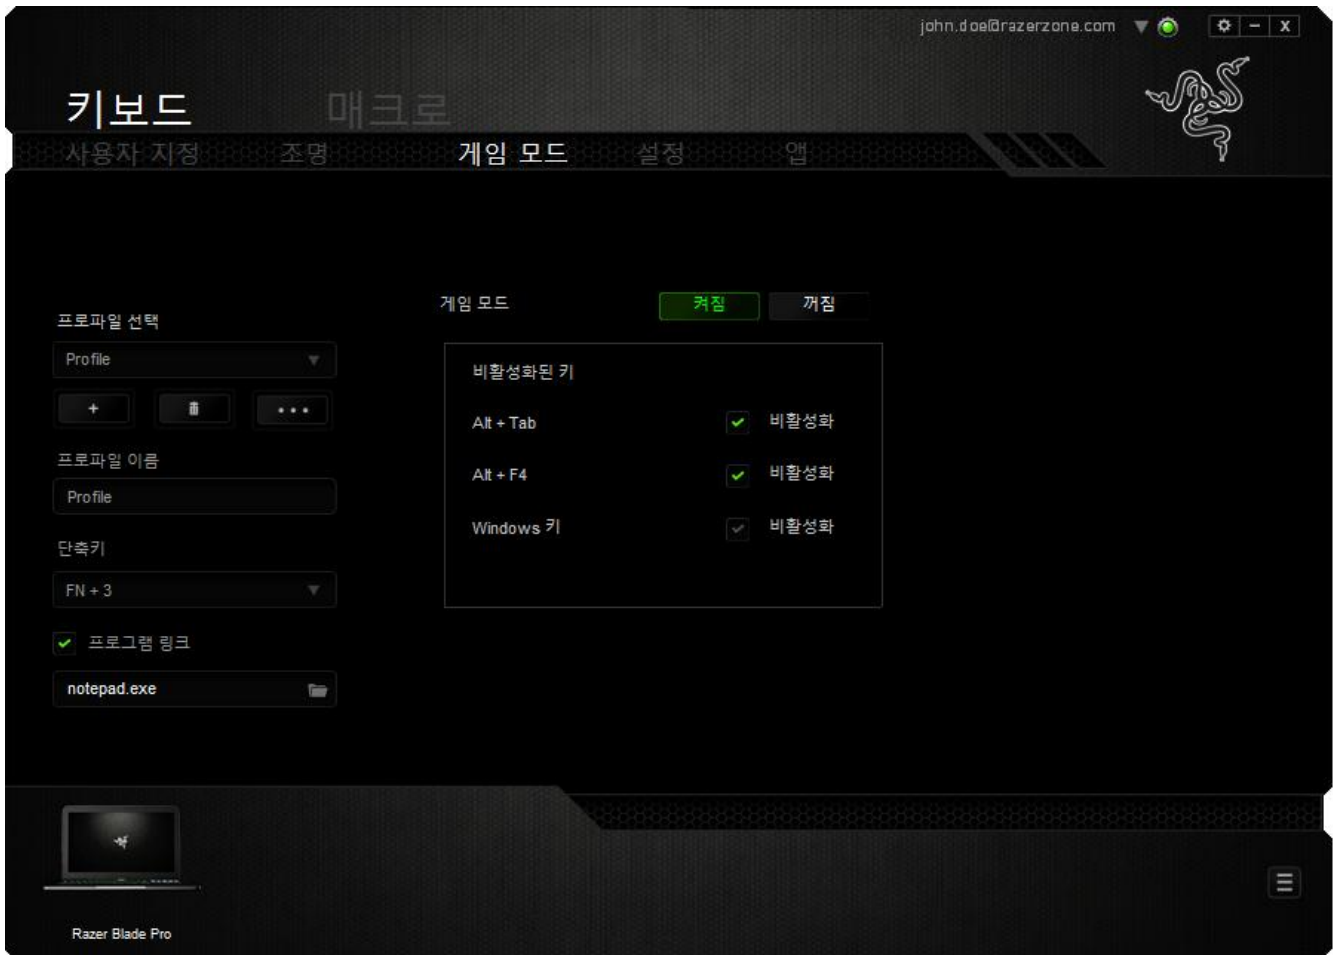 john.doe@razerzone.com
키보드 매크로
사용자 지정 조명 게임 모드 설정 앱
프로파일 선택
Profile
프로파일 이름
Profile
단축키
FN + 3
프로그램 링크
notepad.exe
게임 모드 켜짐 꺼짐
비활성화된 키
Alt + Tab 비활성화
Alt + F4 비활성화
Windows 키 비활성화
Razer Blade Pro